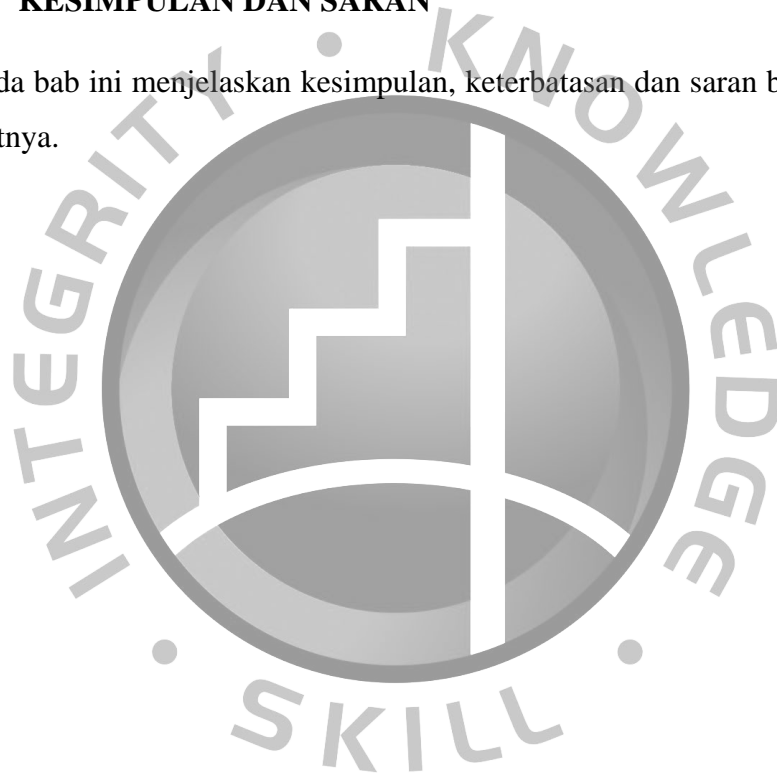 KESIMPULAN DAN SARAN
da bab ini menjelaskan kesimpulan, keterbatasan dan saran b
tnya.
INTEGRITY • KNOWLEDGE • SKILL •